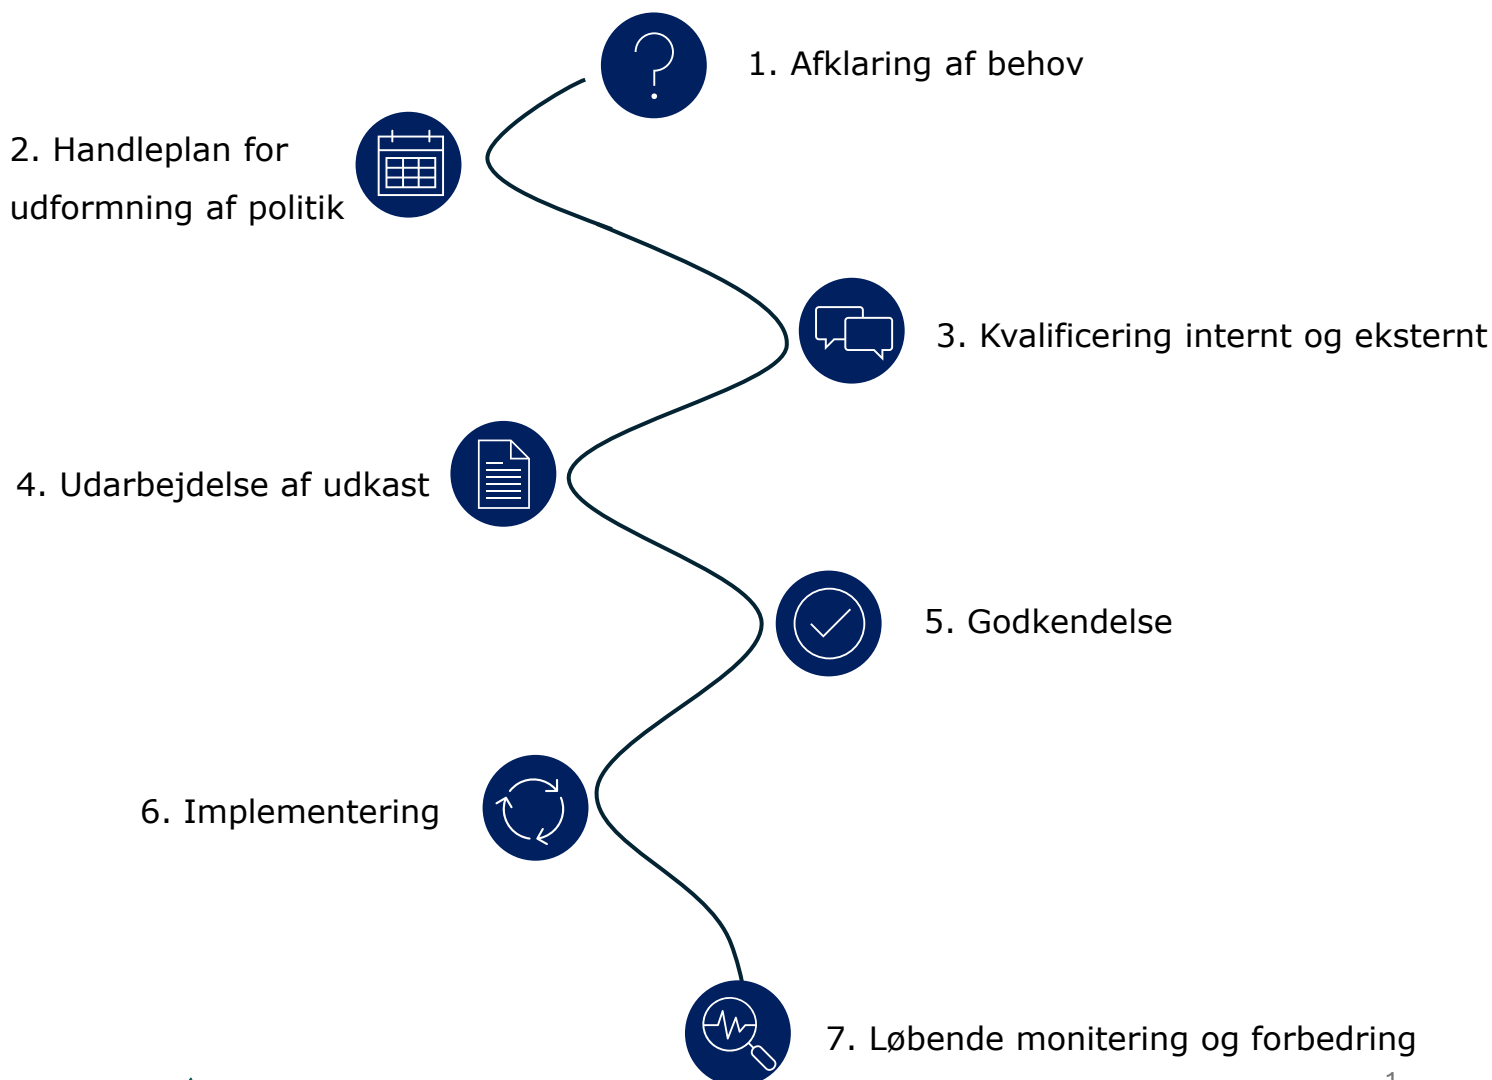 1. Afklaring af behov
2. Handleplan for
udformning af politik
3. Kvalificering internt og eksternt
4. Udarbejdelse af udkast
5. Godkendelse
6. Implementering
7. Løbende monitering og forbedring
1